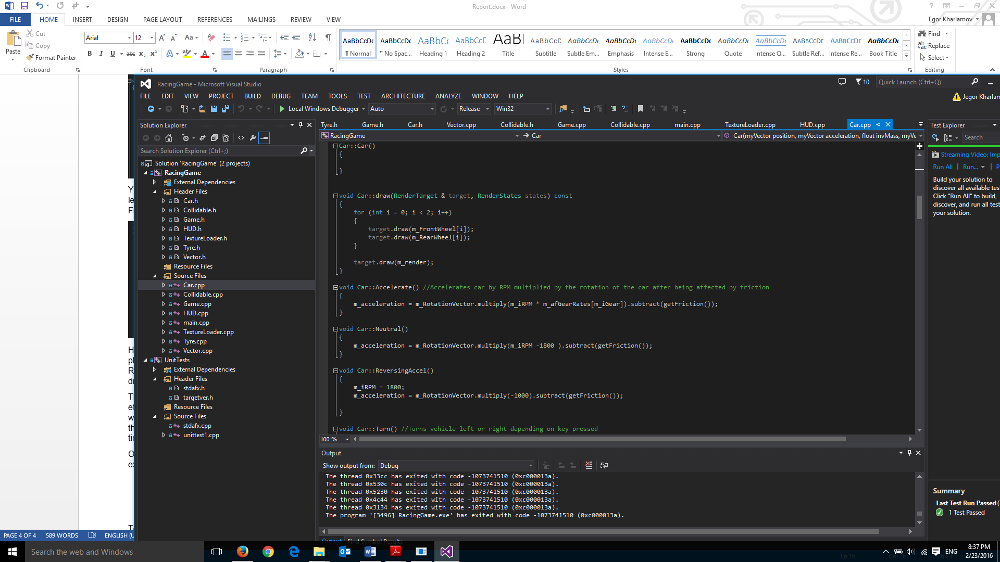 Report.docx - Word
FILE HOME INSERT DESIGN PAGE LAYOUT REFERENCES MAILINGS REVIEW VIEW
Egor Kharlamov
Paste
Cut
Copy
Format Painter
Clipboard
Arial 12
Font
Paragraph
AaBbCcDc AaBbCcDc AaBbCc AaBbCcD AaBl AaBbCcD AaBbCcDc AaBbCcDc AaBbCcDc AaBbCcDc AaBbCcDc AaBbCcDc AABBCCDE AABBCCDE AaBbCcDc
¶ Normal ¶ No Spac... Heading 1 Heading 2 Title Subtitle Subtle Em... Emphasis Intense E... Strong Quote Intense Q... Subtle Ref... Intense Re... Book Title
Styles
Find
Replace
Select
Editing
RacingGame - Microsoft Visual Studio
10
Quick Launch (Ctrl+Q)
FILE EDIT VIEW PROJECT BUILD DEBUG TEAM TOOLS TEST ARCHITECTURE ANALYZE WINDOW HELP
Jegor Kharlam
Local Windows Debugger Auto Release Win32
Solution Explorer
Search Solution Explorer (Ctrl+;)
Solution 'RacingGame' (2 projects)
RacingGame
External Dependencies
Header Files
Car.h
Collidable.h
Game.h
HUD.h
TextureLoader.h
Tyre.h
Vector.h
Resource Files
Source Files
Car.cpp
Collidable.cpp
Game.cpp
HUD.cpp
main.cpp
TextureLoader.cpp
Tyre.cpp
Vector.cpp
UnitTests
External Dependencies
Header Files
stdafx.h
targetver.h
Resource Files
Source Files
stdafx.cpp
unittest1.cpp
Tyre.h Game.h Car.h Vector.cpp Collidable.h Game.cpp Collidable.cpp main.cpp TextureLoader.cpp HUD.cpp Car.cpp
RacingGame Car Car(myVector position, myVector acceleration, float invMass, myVe
Car::Car()
{
}
void Car::draw(RenderTarget & target, RenderStates states) const
{
for (int i = 0; i < 2; i++)
{
target.draw(m_FrontWheel[i]);
target.draw(m_RearWheel[i]);
}
target.draw(m_render);
}
void Car::Accelerate() //Accelerates car by RPM multiplied by the rotation of the car after being affected by friction
{
m_acceleration = m_RotationVector.multiply(m_iRPM * m_afGearRates[m_iGear]).subtract(getFriction());
}
void Car::Neutral()
{
m_acceleration = m_RotationVector.multiply(m_iRPM -1800 ).subtract(getFriction());
}
void Car::ReversingAccel()
{
m_iRPM = 1800;
m_acceleration = m_RotationVector.multiply(-1000).subtract(getFriction());
}
void Car::Turn() //Turns vehicle left or right depending on key pressed
100 %
Output
Show output from: Debug
The thread 0x33cc has exited with code -1073741510 (0xc000013a).
The thread 0x530c has exited with code -1073741510 (0xc000013a).
The thread 0x5230 has exited with code -1073741510 (0xc000013a).
The thread 0x4c44 has exited with code -1073741510 (0xc000013a).
The thread 0x3134 has exited with code -1073741510 (0xc000013a).
The program '[3496] RacingGame.exe' has exited with code -1073741510 (0xc000013a).
Output Find Symbol Results
Test Explorer
Search
Streaming Video: Imp
Run All Run... P
Build your solution to
discover all available test
Click "Run All" to build,
discover, and run all test
your solution.
Summary
Last Test Run Passed
1 Test Passed
PAGE 4 OF 4 589 WORDS ENGLISH (U
Search the web and Windows
ENG
8:37 PM
2/23/2016